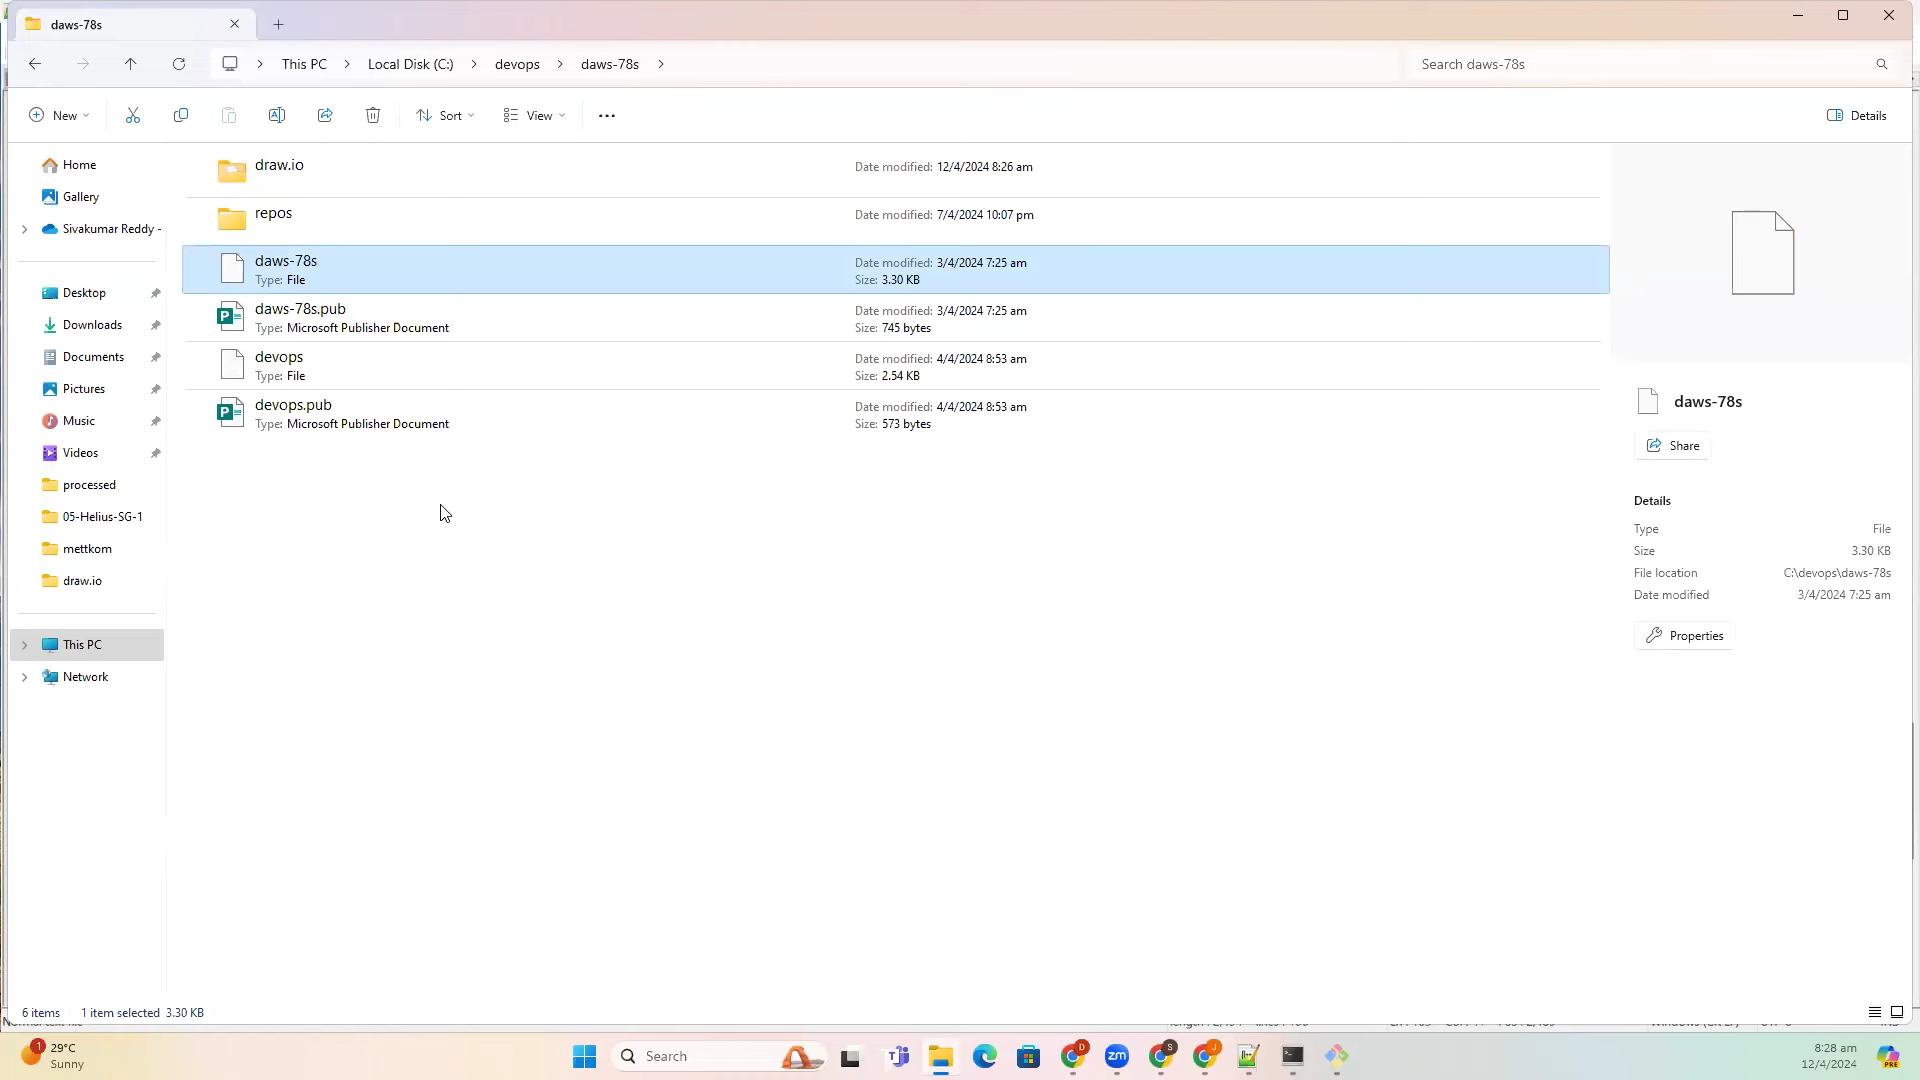 daws-78s
This PC
Local Disk (C:)
devops
daws-78s
Search daws-78s
New
Sort
View
Details
Home
Gallery
Sivakumar Reddy -
Desktop
Downloads
Documents
Pictures
Music
Videos
processed
05-Helius-SG-1
mettkom
draw.io
This PC
Network
draw.io
Date modified: 12/4/2024 8:26 am
repos
Date modified: 7/4/2024 10:07 pm
daws-78s
Type: File
Date modified: 3/4/2024 7:25 am
Size: 3.30 KB
daws-78s.pub
Type: Microsoft Publisher Document
Date modified: 3/4/2024 7:25 am
Size: 745 bytes
devops
Type: File
Date modified: 4/4/2024 8:53 am
Size: 2.54 KB
devops.pub
Type: Microsoft Publisher Document
Date modified: 4/4/2024 8:53 am
Size: 573 bytes
daws-78s
Share
Details
Type File
Size 3.30 KB
File location C:\devops\daws-78s
Date modified 3/4/2024 7:25 am
Properties
6 items 1 item selected 3.30 KB
1
29°C
Sunny
Search
T
D
zm
S
J
PRE
8:28 am
12/4/2024